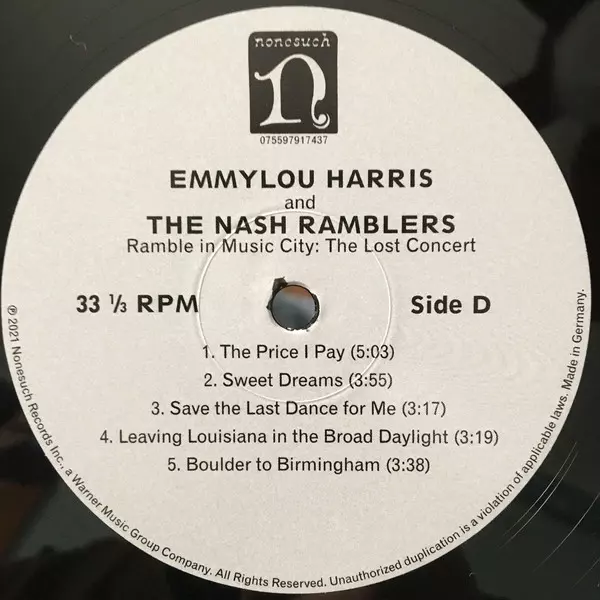 nonesuch
n
075597917437
EMMYLOU HARRIS
and
THE NASH RAMBLERS
Ramble in Music City: The Lost Concert
33 ⅓ RPM
Side D
1. The Price I Pay (5:03)
2. Sweet Dreams (3:55)
3. Save the Last Dance for Me (3:17)
4. Leaving Louisiana in the Broad Daylight (3:19)
5. Boulder to Birmingham (3:38)
℗ 2021 Nonesuch Records Inc., a Warner Music Group Company. All Rights Reserved. Unauthorized duplication is a violation of applicable laws. Made in Germany.